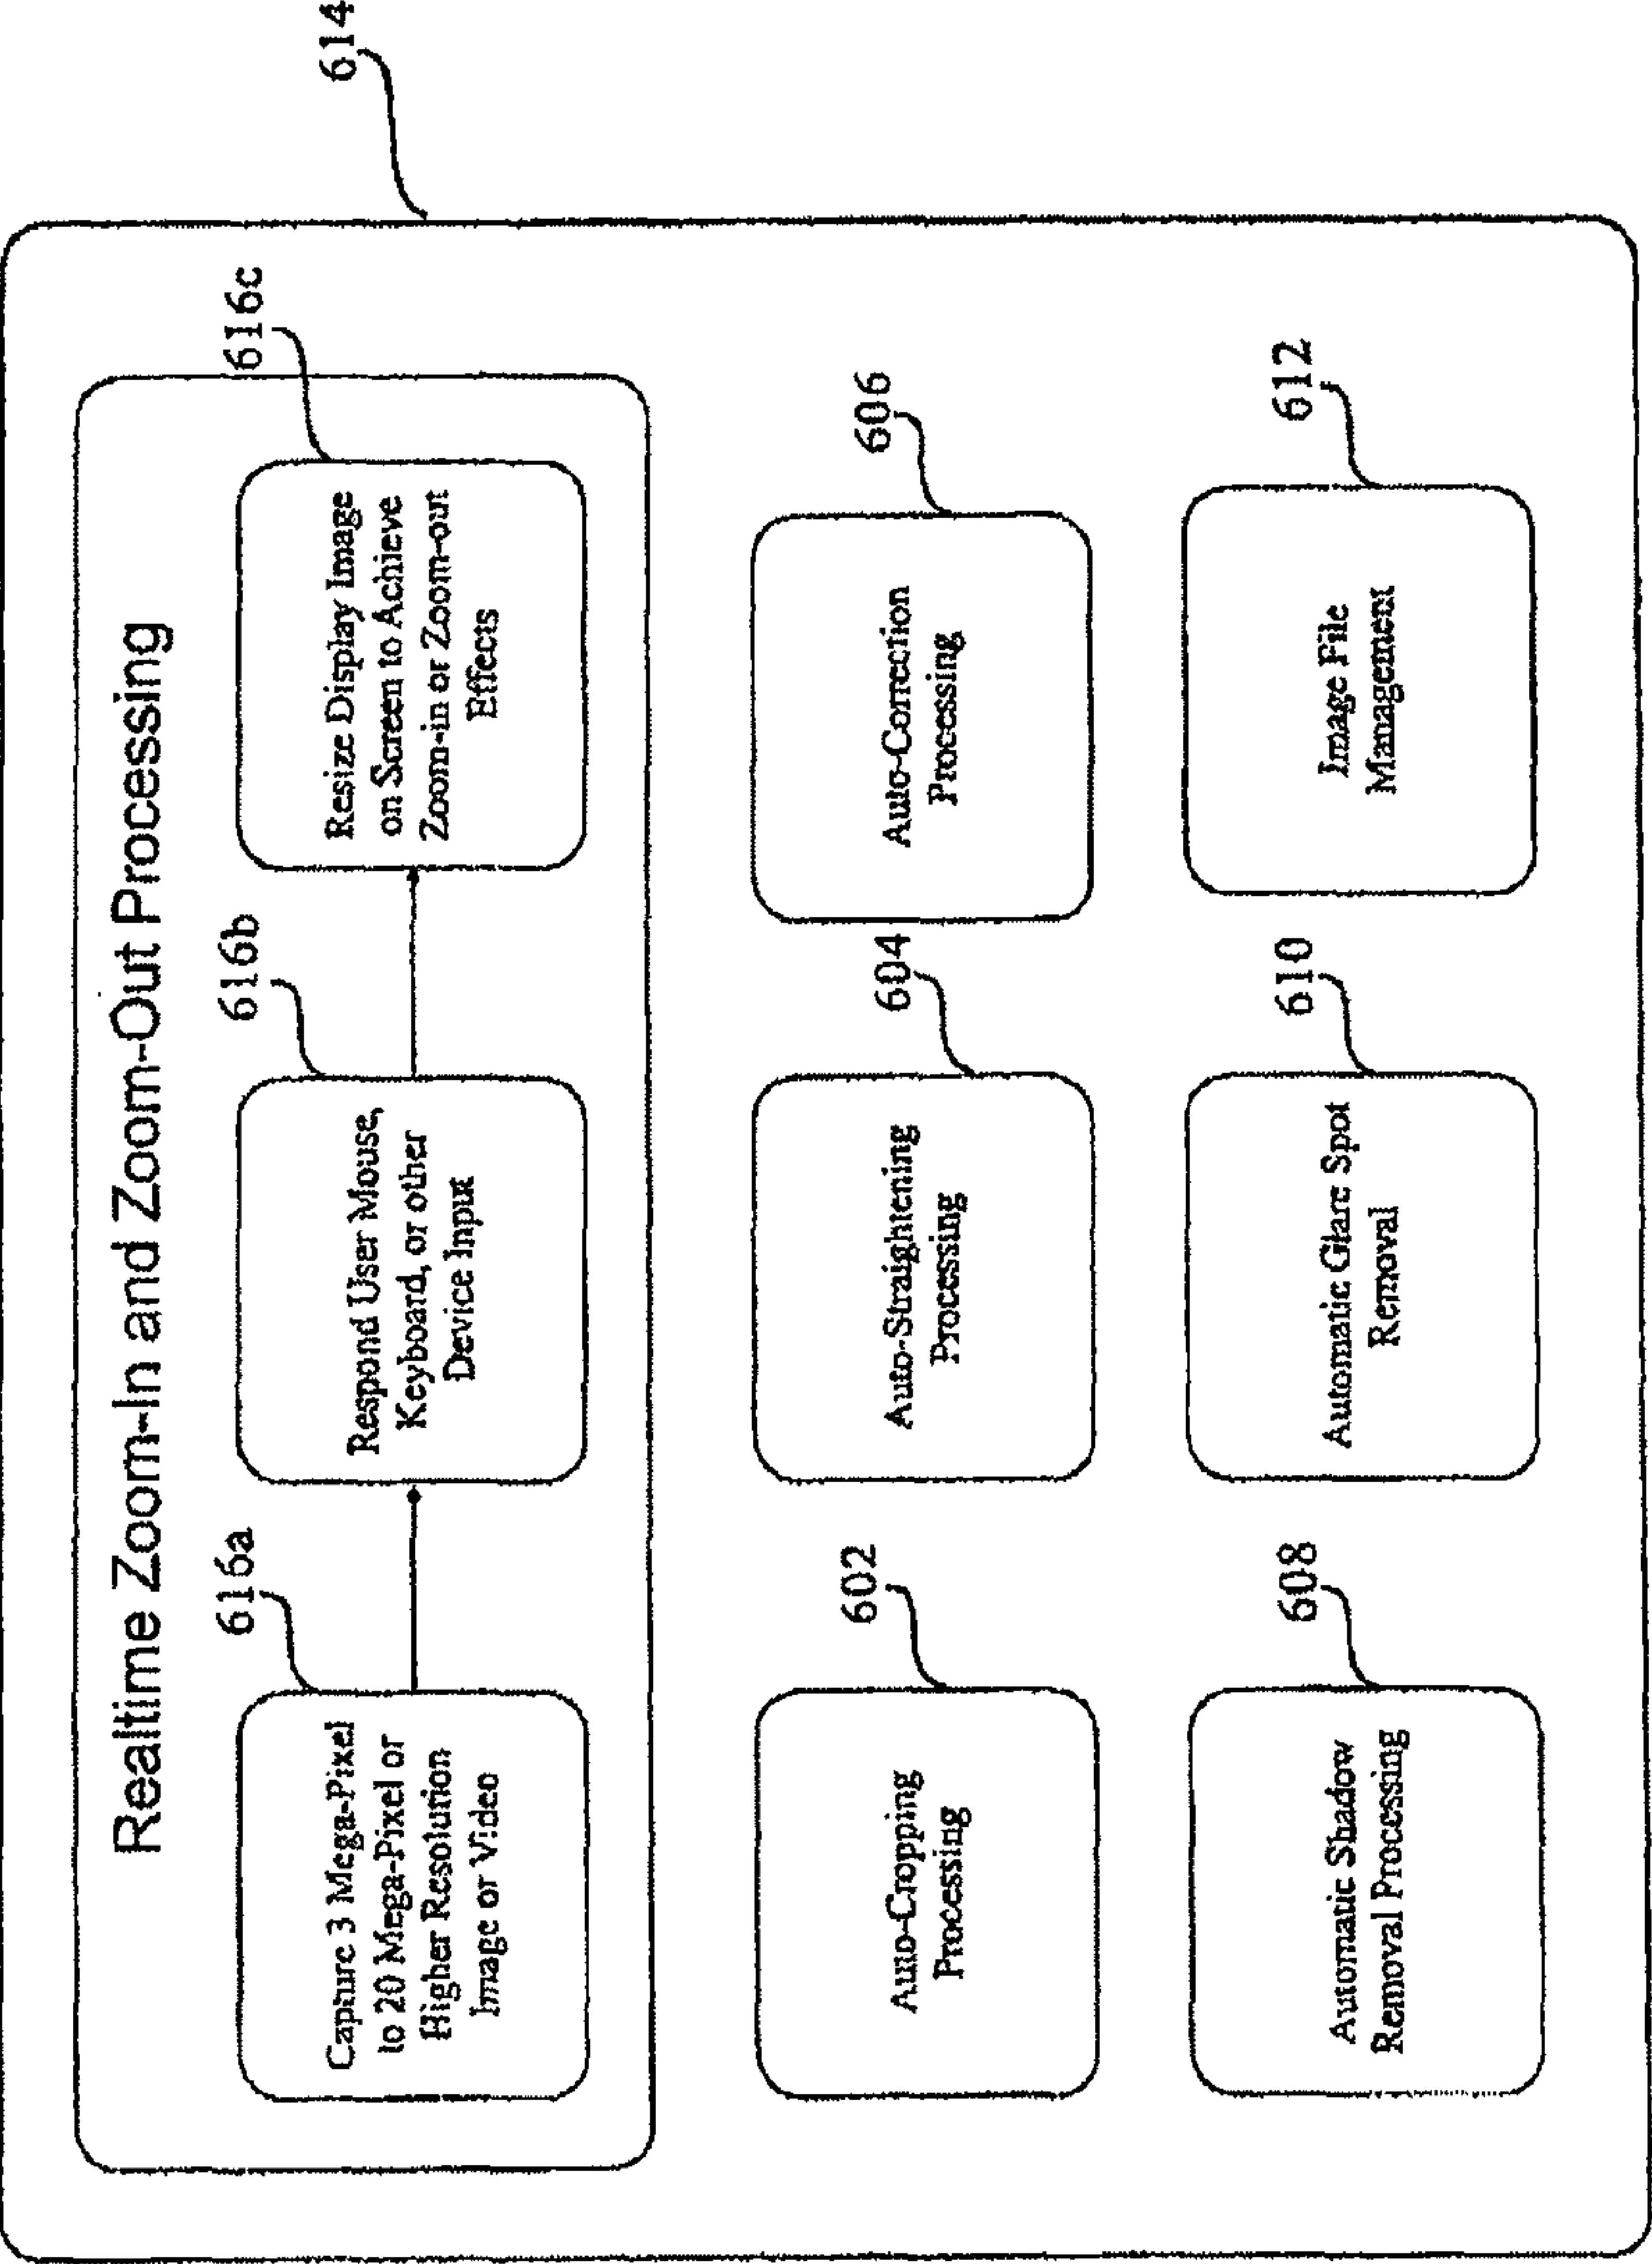 614
Realtime Zoom-In and Zoom-Out Processing
616a
Capture 3 Mega-Pixel
to 20 Mega-Pixel or
Higher Resolution
Image or Video
616b
Respond User Mouse,
Keyboard, or other
Device Input
616c
Resize Display Image
on Screen to Achieve
Zoom-in or Zoom-out
Effects
602
Auto-Cropping
Processing
604
Auto-Straightening
Processing
606
Auto-Correction
Processing
608
Automatic Shadow
Removal Processing
610
Automatic Glare Spot
Removal
612
Image File
Management